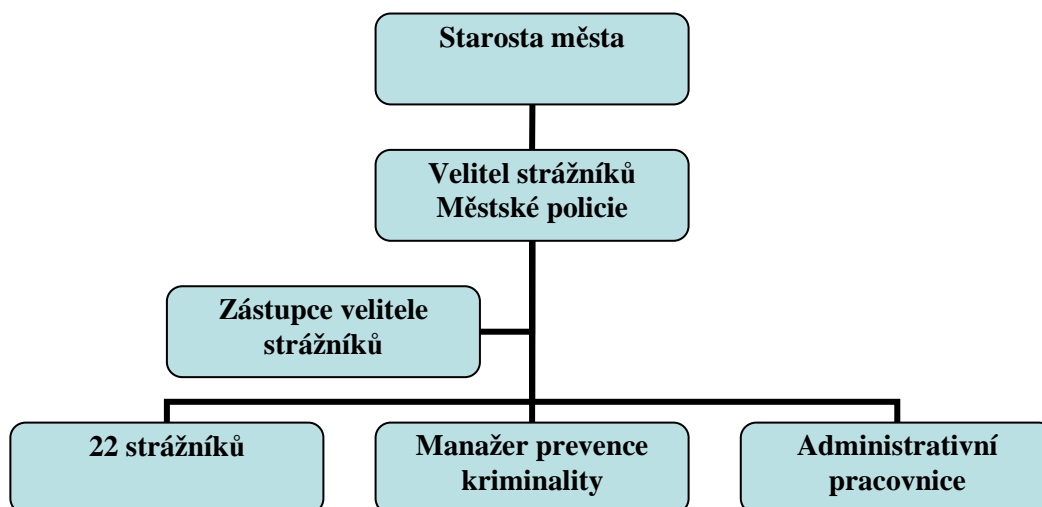 Starosta města
Velitel strážníků
Městské policie
Zástupce velitele
strážníků
22 strážníků
Manažer prevence
kriminality
Administrativní
pracovnice